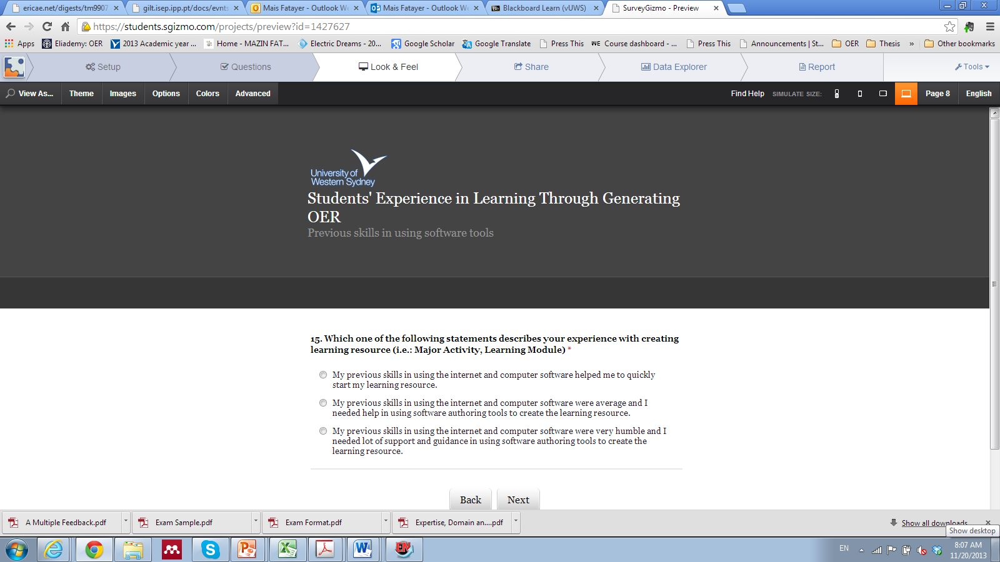 ericae.net/digests/tm9907
gilt.isep.ipp.pt/docs/evnts
Mais Fatayer - Outlook W
Mais Fatayer - Outlook W
Bb Blackboard Learn (vUWS)
SurveyGizmo - Preview
https://students.sgizmo.com/projects/preview?id=1427627
Apps
Eliademy: OER
2013 Academic year ...
Home - MAZIN FAT...
Electric Dreams - 20...
Google Scholar
Google Translate
Press This
WE Course dashboard - ...
Press This
Announcements | St...
OER
Thesis
»
Other bookmarks
Setup
Questions
Look & Feel
Share
Data Explorer
Report
Tools
View As...
Theme
Images
Options
Colors
Advanced
Find Help
SIMULATE SIZE:
Page 8
English
University of
Western Sydney
Students' Experience in Learning Through Generating
OER
Previous skills in using software tools
15. Which one of the following statements describes your experience with creating
learning resource (i.e.: Major Activity, Learning Module) *
My previous skills in using the internet and computer software helped me to quickly
start my learning resource.
My previous skills in using the internet and computer software were average and I
needed help in using software authoring tools to create the learning resource.
My previous skills in using the internet and computer software were very humble and I
needed lot of support and guidance in using software authoring tools to create the
learning resource.
Back
Next
A Multiple Feedback.pdf
Exam Sample.pdf
Exam Format.pdf
Expertise, Domain an....pdf
Show all downloads...
Show desktop
EN
8:07 AM
11/20/2013